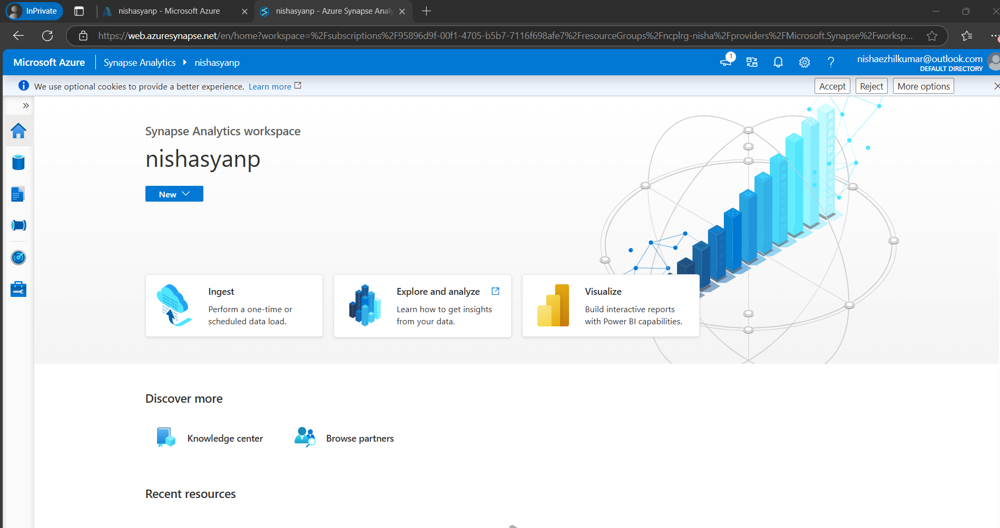 InPrivate
nishasyanp - Microsoft Azure
nishasyanp - Azure Synapse Analy
https://web.azuresynapse.net/en/home?workspace=%2Fsubscriptions%2F95896d9f-00f1-4705-b5b7-7116f698afe7%2FresourceGroups%2Fncplrg-nisha%2Fproviders%2FMicrosoft.Synapse%2Fworksp...
Microsoft Azure
Synapse Analytics
nishasyanp
1
nishaezhilkumar@outlook.com
DEFAULT DIRECTORY
We use optional cookies to provide a better experience. Learn more
Accept
Reject
More options
Synapse Analytics workspace
nishasyanp
New
Ingest
Perform a one-time or
scheduled data load.
Explore and analyze
Learn how to get insights
from your data.
Visualize
Build interactive reports
with Power BI capabilities.
Discover more
Knowledge center
Browse partners
Recent resources